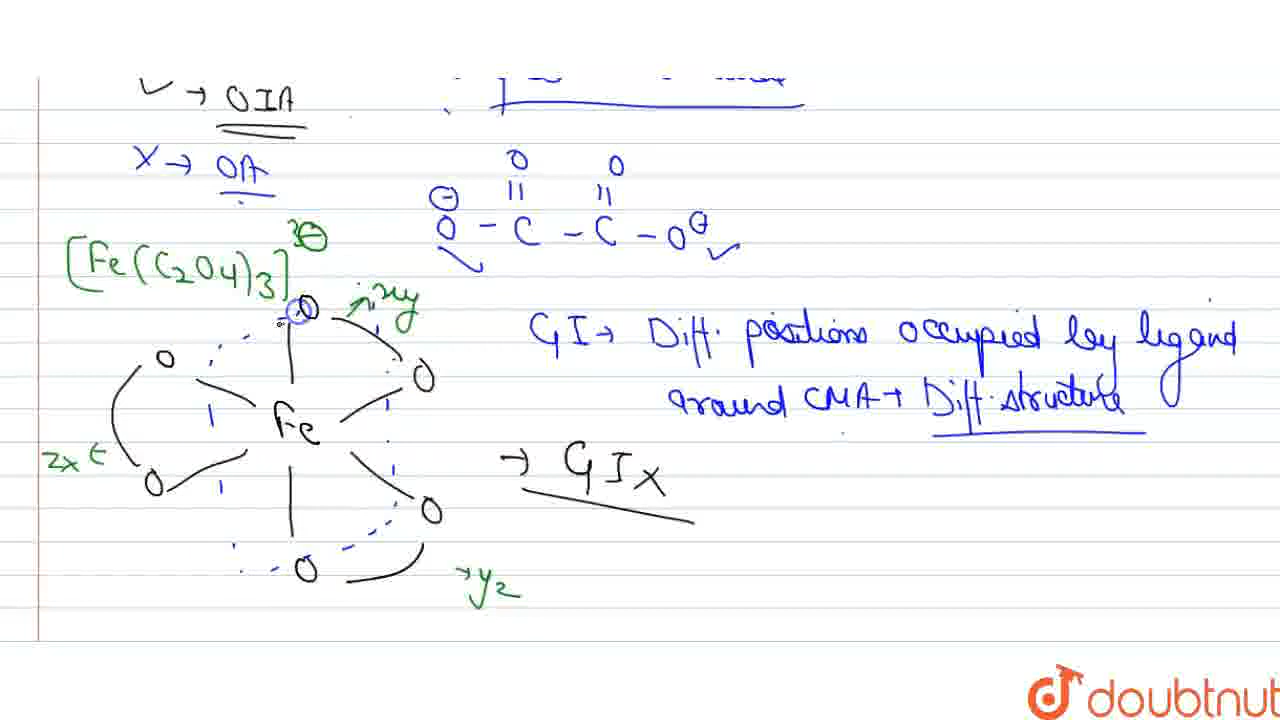 ✓ → OIA
X → OA
O O
|| ||
⊖
O - C - C - O⊖
[Fe(C2O4)3]3⊖
O → xy
O O
Fe
zx ←
O O
O → yz
GI → Diff. positions occupied by ligand
around CMA → Diff. structure
→ GI X
doubtnut